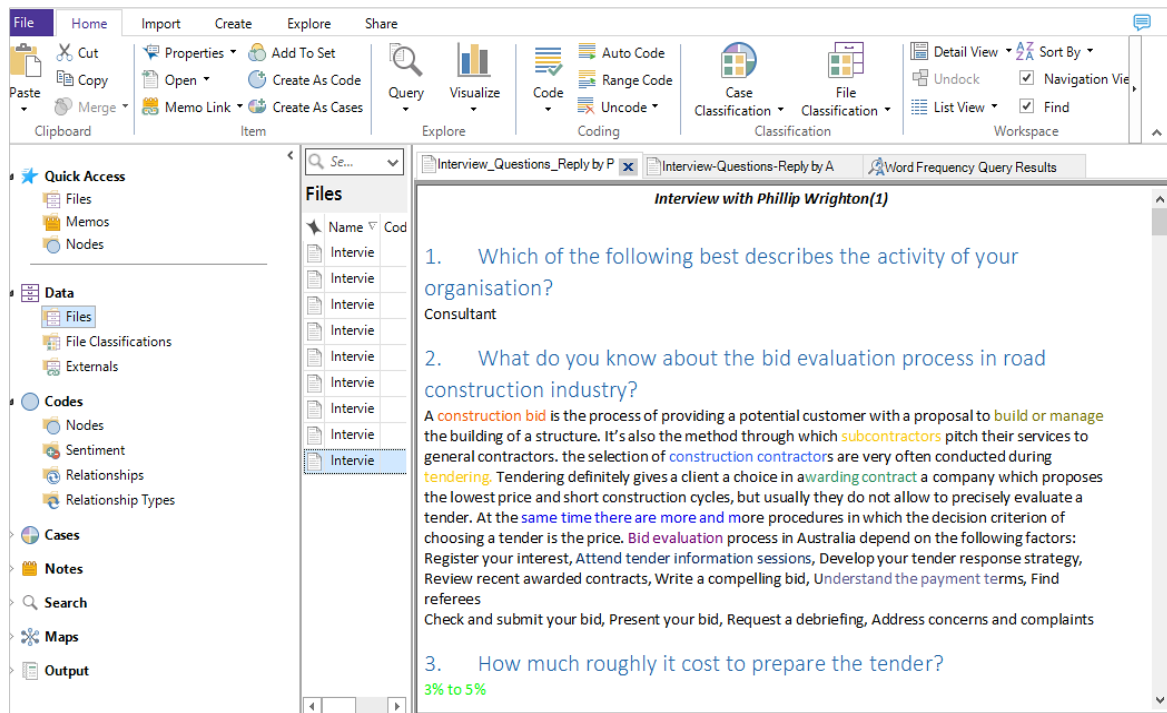 File Home Import Create Explore Share
Cut Properties Add To Set Auto Code Detail View Sort By
Copy Open Create As Code Range Code Undock Navigation Vie
Paste Merge Memo Link Create As Cases Query Visualize Code Uncode Case Classification File Classification List View Find
Clipboard Item Explore Coding Classification Workspace
Quick Access
Files
Memos
Nodes
Data
Files
File Classifications
Externals
Codes
Nodes
Sentiment
Relationships
Relationship Types
Cases
Notes
Search
Maps
Output
Se...
Files
Name Cod
Intervie
Intervie
Intervie
Intervie
Intervie
Intervie
Intervie
Intervie
Intervie
Interview_Questions_Reply by P Interview-Questions-Reply by A Word Frequency Query Results
Interview with Phillip Wrighton(1)
1. Which of the following best describes the activity of your
organisation?
Consultant
2. What do you know about the bid evaluation process in road
construction industry?
A construction bid is the process of providing a potential customer with a proposal to build or manage
the building of a structure. It's also the method through which subcontractors pitch their services to
general contractors. the selection of construction contractors are very often conducted during
tendering. Tendering definitely gives a client a choice in awarding contract a company which proposes
the lowest price and short construction cycles, but usually they do not allow to precisely evaluate a
tender. At the same time there are more and more procedures in which the decision criterion of
choosing a tender is the price. Bid evaluation process in Australia depend on the following factors:
Register your interest, Attend tender information sessions, Develop your tender response strategy,
Review recent awarded contracts, Write a compelling bid, Understand the payment terms, Find
referees
Check and submit your bid, Present your bid, Request a debriefing, Address concerns and complaints
3. How much roughly it cost to prepare the tender?
3% to 5%